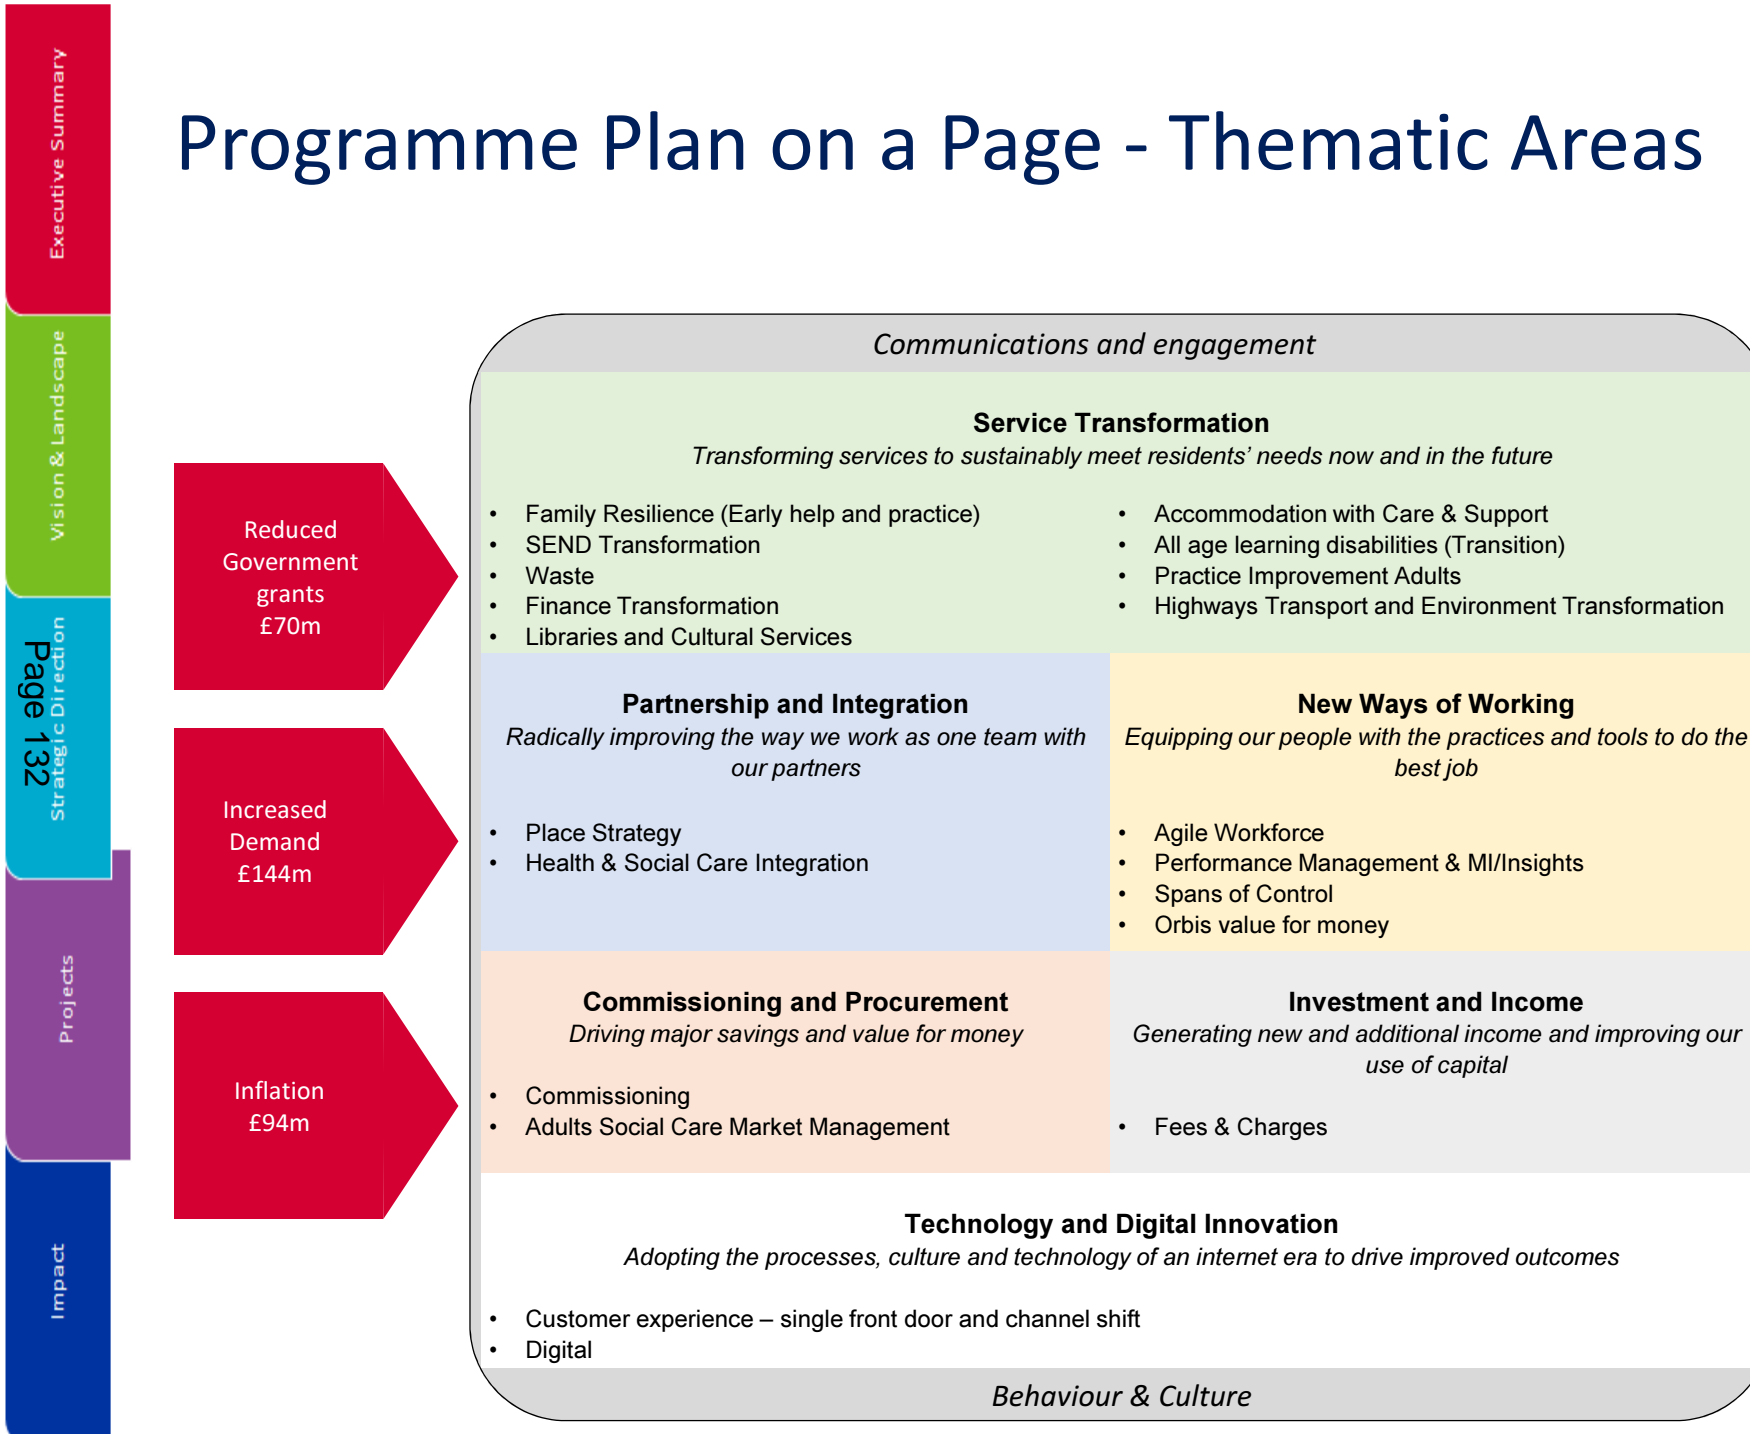 Executive Summary
Vision & Landscape
Strategic Direction
Page 132
Projects
Impact
Programme Plan on a Page - Thematic Areas
Reduced
Government
grants
£70m
Increased
Demand
£144m
Inflation
£94m
Communications and engagement
Service Transformation
Transforming services to sustainably meet residents’ needs now and in the future
• Family Resilience (Early help and practice)
• SEND Transformation
• Waste
• Finance Transformation
• Libraries and Cultural Services
• Accommodation with Care & Support
• All age learning disabilities (Transition)
• Practice Improvement Adults
• Highways Transport and Environment Transformation
Partnership and Integration
Radically improving the way we work as one team with
our partners
• Place Strategy
• Health & Social Care Integration
New Ways of Working
Equipping our people with the practices and tools to do the
best job
• Agile Workforce
• Performance Management & MI/Insights
• Spans of Control
• Orbis value for money
Commissioning and Procurement
Driving major savings and value for money
• Commissioning
• Adults Social Care Market Management
Investment and Income
Generating new and additional income and improving our
use of capital
• Fees & Charges
Technology and Digital Innovation
Adopting the processes, culture and technology of an internet era to drive improved outcomes
• Customer experience – single front door and channel shift
• Digital
Behaviour & Culture